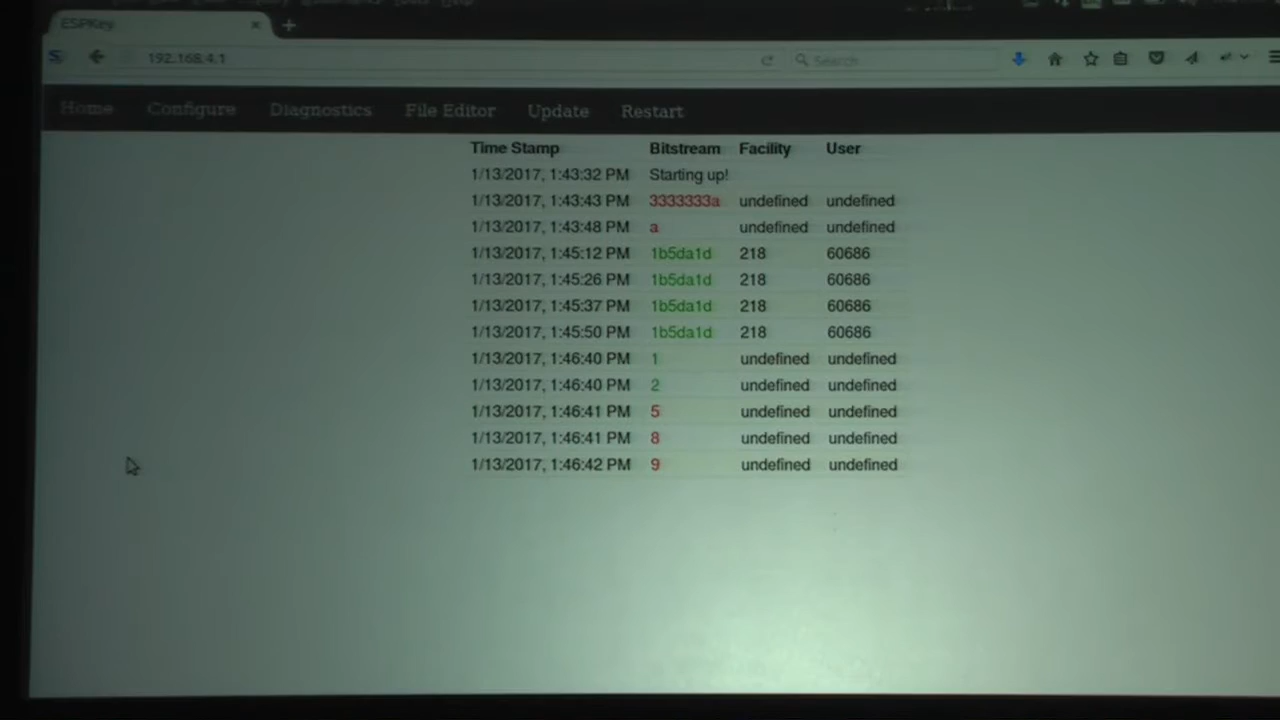 ESPKey
192.168.4.1
Search
Home Configure Diagnostics File Editor Update Restart
Time Stamp Bitstream Facility User
1/13/2017, 1:43:32 PM Starting up!
1/13/2017, 1:43:43 PM 3333333a undefined undefined
1/13/2017, 1:43:48 PM a undefined undefined
1/13/2017, 1:45:12 PM 1b5da1d 218 60686
1/13/2017, 1:45:26 PM 1b5da1d 218 60686
1/13/2017, 1:45:37 PM 1b5da1d 218 60686
1/13/2017, 1:45:50 PM 1b5da1d 218 60686
1/13/2017, 1:46:40 PM 1 undefined undefined
1/13/2017, 1:46:40 PM 2 undefined undefined
1/13/2017, 1:46:41 PM 5 undefined undefined
1/13/2017, 1:46:41 PM 8 undefined undefined
1/13/2017, 1:46:42 PM 9 undefined undefined